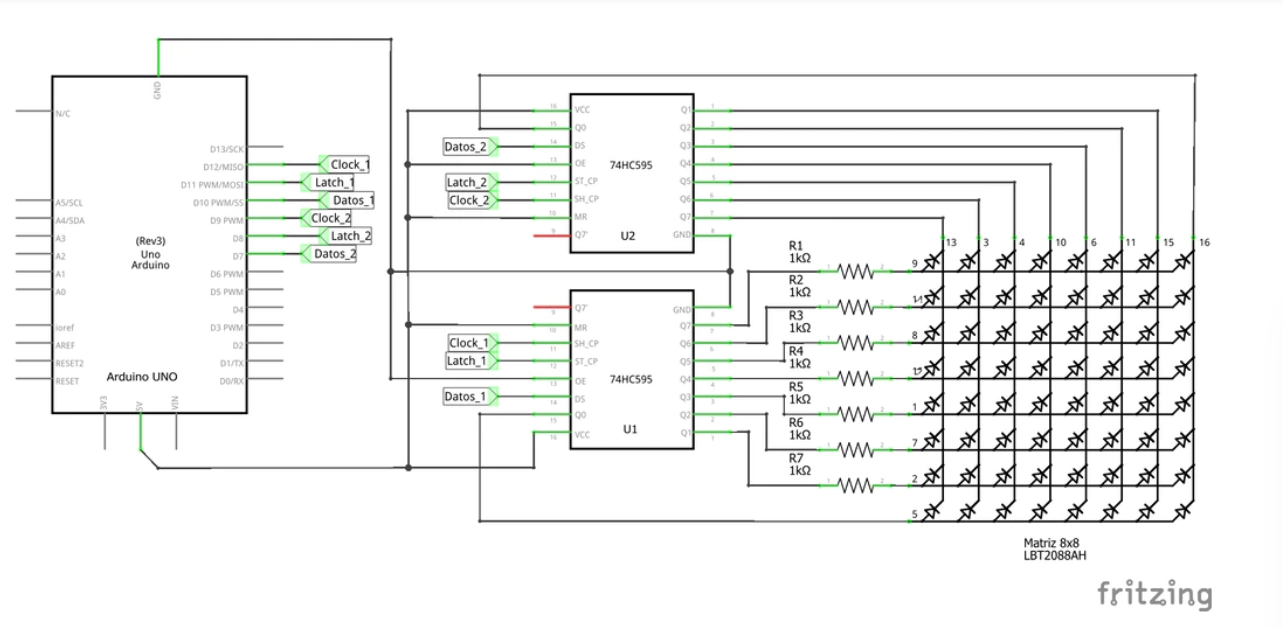 GND
N/C
D13/SCK
D12/MISO
D11 PWM/MOSI
D10 PWM/SS
D9 PWM
D8
D7
D6 PWM
D5 PWM
D4
D3 PWM
D2
D1/TX
D0/RX
A5/SCL
A4/SDA
A3
A2
A1
A0
ioref
AREF
RESET2
RESET
(Rev3)
Uno
Arduino
Arduino UNO
3V3
5V
VIN
Clock_1
Latch_1
Datos_1
Clock_2
Latch_2
Datos_2
Datos_2
Latch_2
Clock_2
16 VCC
15 Q0
14 DS
13 OE
12 ST_CP
11 SH_CP
10 MR
9 Q7'
74HC595
U2
Q1 1
Q2 2
Q3 3
Q4 4
Q5 5
Q6 6
Q7 7
GND 8
Clock_1
Latch_1
Datos_1
9 Q7'
10 MR
11 SH_CP
12 ST_CP
13 OE
14 DS
15 Q0
16 VCC
74HC595
U1
GND 8
Q7 7
Q6 6
Q5 5
Q4 4
Q3 3
Q2 2
Q1 1
R1
1kΩ
R2
1kΩ
R3
1kΩ
R4
1kΩ
R5
1kΩ
R6
1kΩ
R7
1kΩ
13 3 4 10 6 11 15 16
9
14
8
12
1
7
2
5
Matriz 8x8
LBT2088AH
fritzing